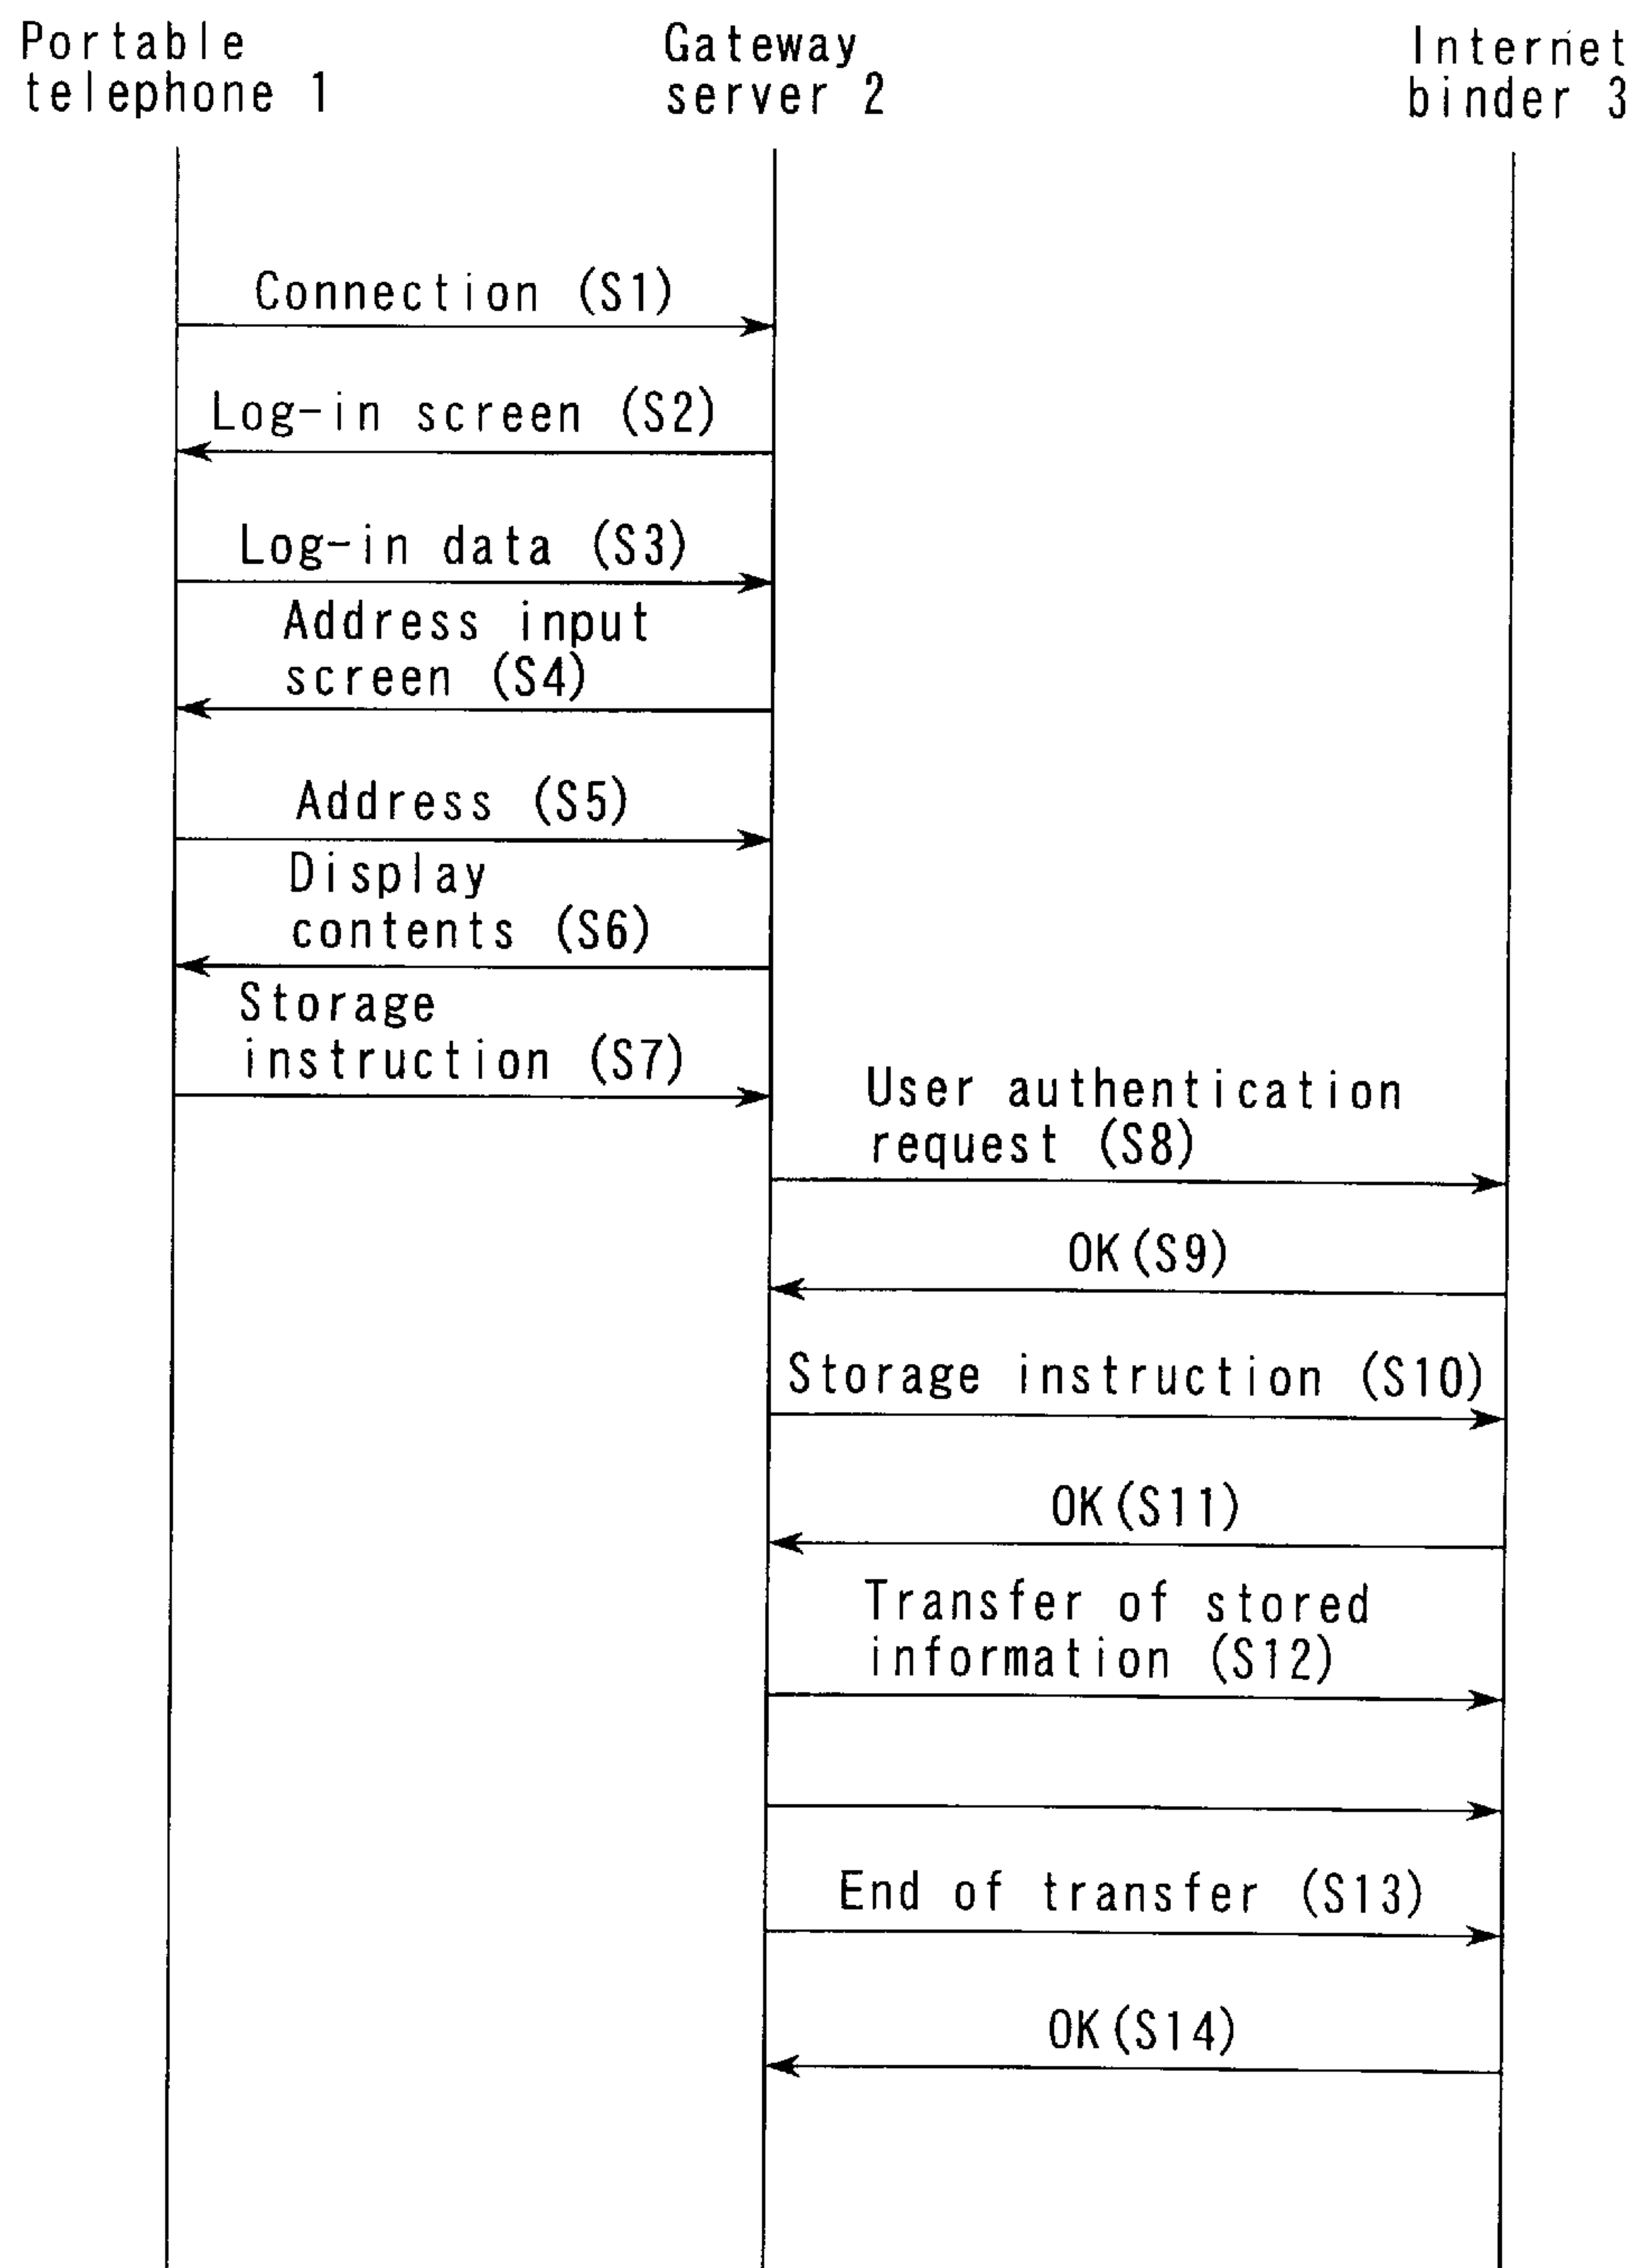 Portable
telephone 1
Gateway
server 2
Internet
binder 3
Connection (S1)
Log-in screen (S2)
Log-in data (S3)
Address input
screen (S4)
Address (S5)
Display
contents (S6)
Storage
instruction (S7)
User authentication
request (S8)
OK(S9)
Storage instruction (S10)
OK(S11)
Transfer of stored
information (S12)
End of transfer (S13)
OK(S14)